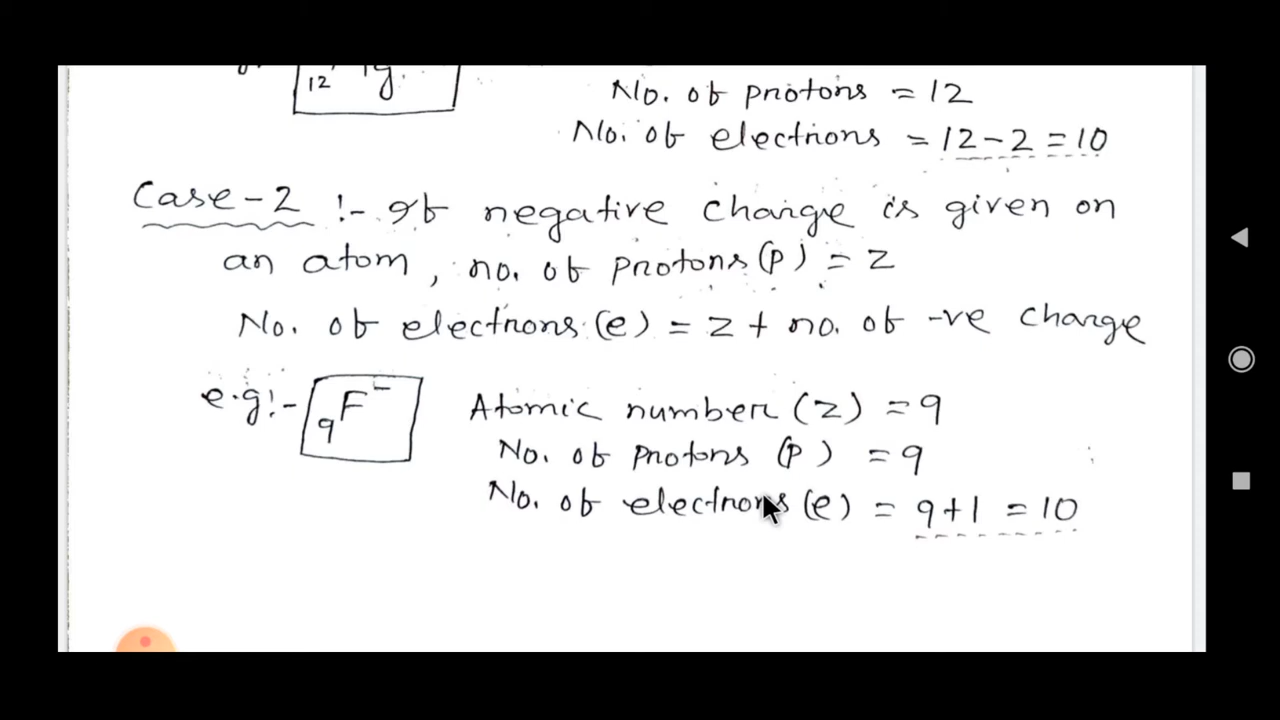 12
No. of protons = 12
No. of electrons = 12-2 = 10
Case-2 :- If negative charge is given on
an atom, no. of protons (p) = Z
No. of electrons (e) = Z + no. of -ve charge
e.g:- ₉F⁻ Atomic number (Z) = 9
No. of protons (p) = 9
No. of electrons (e) = 9+1 = 10